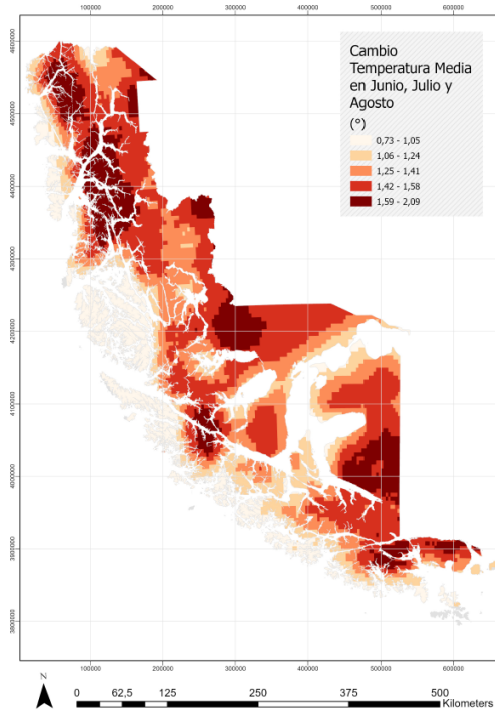 100000 200000 300000 400000 500000 600000
4600000
4500000
4400000
4300000
4200000
4100000
4000000
3900000
3800000
Cambio
Temperatura Media
en Junio, Julio y
Agosto
(°)
0,73 - 1,05
1,06 - 1,24
1,25 - 1,41
1,42 - 1,58
1,59 - 2,09
100000 200000 300000 400000 500000 600000
N
0 62,5 125 250 375 500
Kilometers